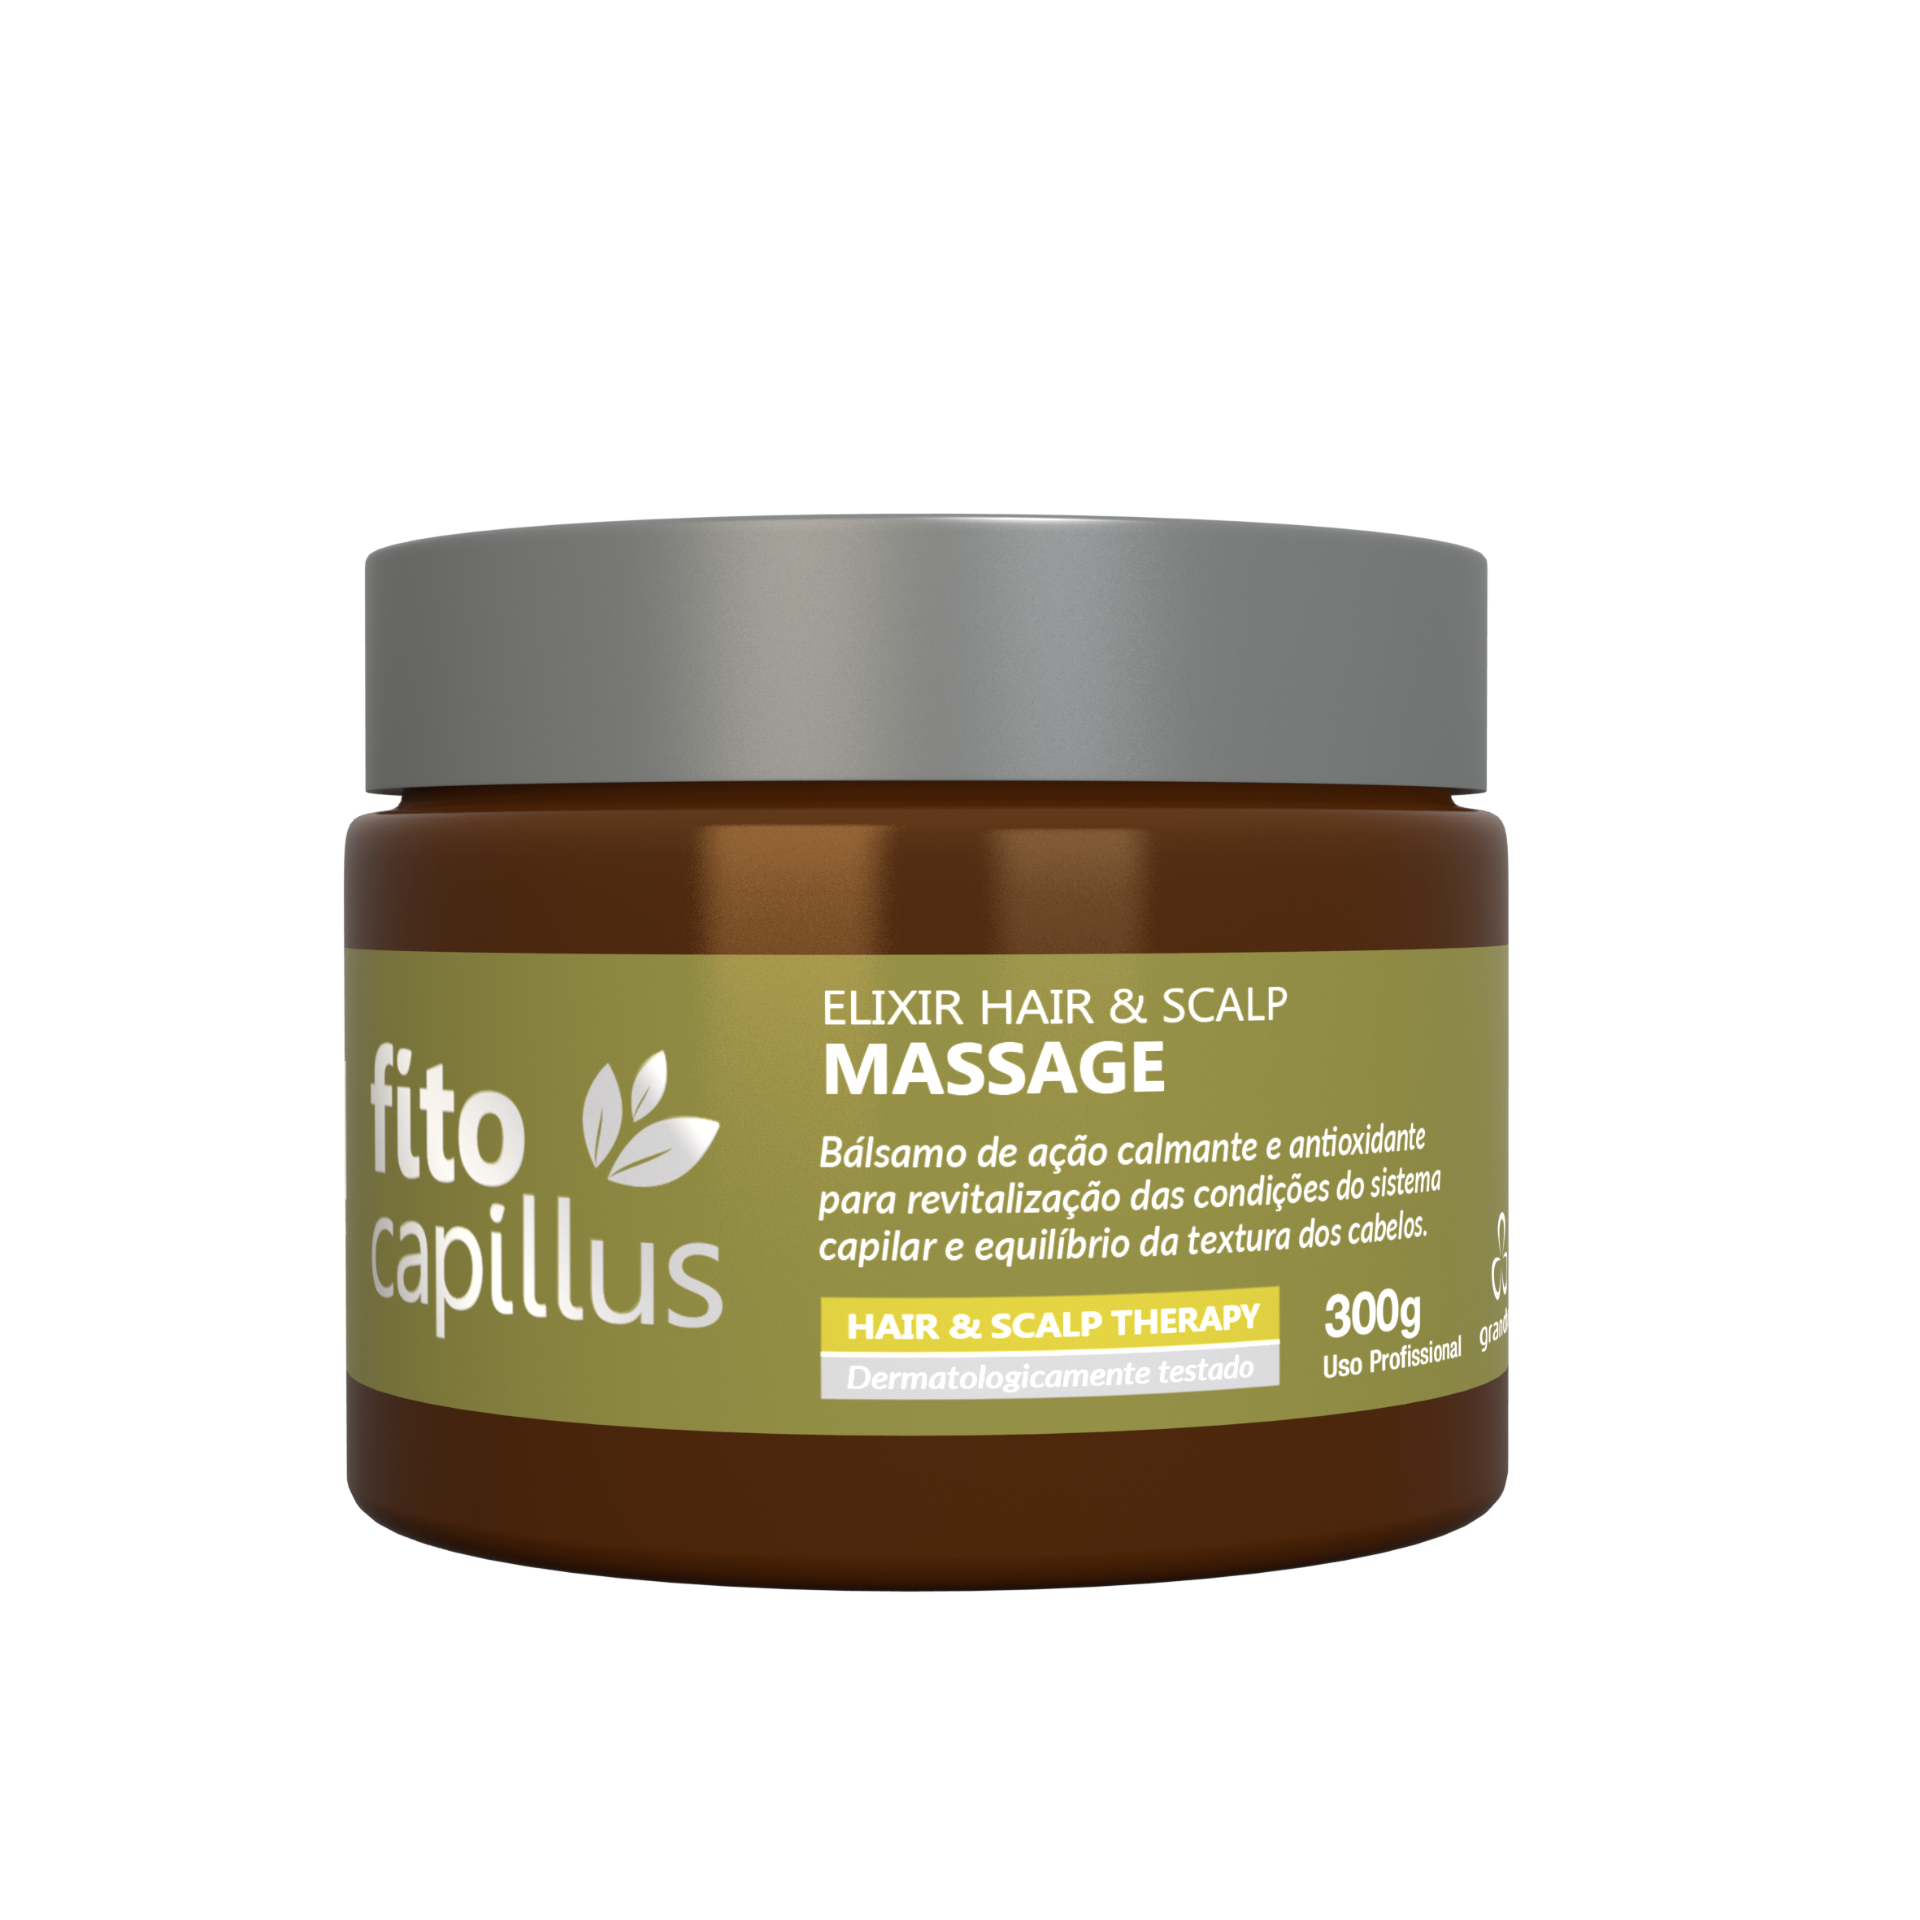 fito
capillus
ELIXIR HAIR & SCALP
MASSAGE
Bálsamo de ação calmante e antioxidante
para revitalização das condições do sistema
capilar e equilíbrio da textura dos cabelos.
HAIR & SCALP THERAPY
Dermatologicamente testado
300g
Uso Profissional